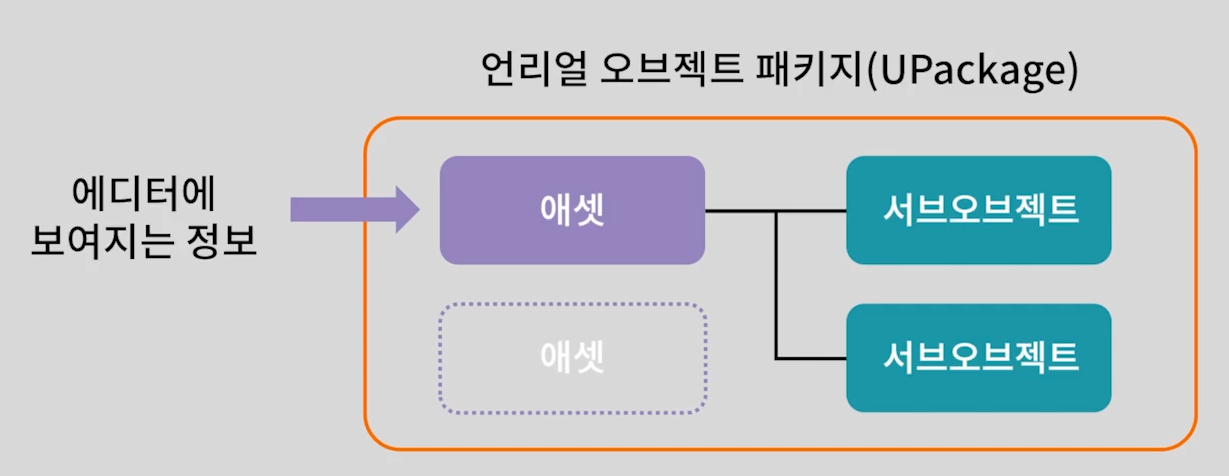 언리얼 오브젝트 패키지(UPackage)
에디터에
보여지는 정보
애셋
서브오브젝트
애셋
서브오브젝트